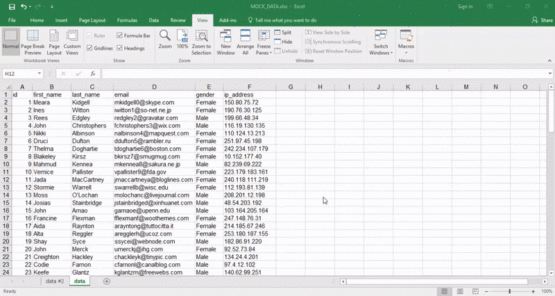 MOCK_DATA.xlsx - Excel
Sign in
File Home Insert Page Layout Formulas Data Review View Add-ins Tell me what you want to do
Normal Page Break Preview Page Layout Custom Views
Ruler Formula Bar
Gridlines Headings
Zoom 100% Zoom to Selection
New Window Arrange All Freeze Panes
Split
Hide
Unhide
View Side by Side
Synchronous Scrolling
Reset Window Position
Switch Windows
Macros
Workbook Views Show Zoom Window Macros
A B C D E F G H I J K L M N O
1 id first_name last_name email gender ip_address
2 1 Meara Kidgell mkidgell0@skype.com Female 150.80.75.72
3 2 Ines Witton iwitton1@so-net.ne.jp Female 190.76.30.125
4 3 Rees Edgley redgley2@gravatar.com Male 199.66.48.34
5 4 John Christophers fchristophers3@wix.com Male 116.19.130.135
6 5 Nikki Albinson nalbinson4@mapquest.com Female 110.124.13.213
7 6 Druci Dufton ddufton5@rambler.ru Female 251.97.45.198
8 7 Thelma Dogharte tdogharte6@boston.com Female 242.234.107.179
9 8 Blakeley Kirsz bkirsz7@smugmug.com Female 10.152.177.40
10 9 Mahmud Kennea mkennea8@sakura.ne.jp Male 82.239.69.222
11 10 Vernice Pallister vpallister9@fda.gov Female 223.179.183.161
12 11 Jada MacCartney jmaccartneya@bloglines.com Female 240.118.111.219
13 12 Stormie Warrell swarrellb@wisc.edu Female 112.193.81.139
14 13 Moss O'Lochan molochanc@livejournal.com Male 208.201.12.198
15 14 Josias Stainbridge jstainbridged@xinhuanet.com Male 48.54.203.192
16 15 John Arnao Male 103.164.205.164
17 16 Francine Flexman fflexmanf@woothemes.com Female 247.148.76.31
18 17 Aida Raynton arayntong@tuttocitta.it Female 214.185.67.246
19 18 Alta Reggler aregglerh@ucoz.com Female 253.180.187.155
20 19 Shay Syce ssycei@webnode.com Female 182.86.91.220
21 20 John Merck umerckj@ihg.com Female 92.52.73.84
22 21 Creighton Hackley chackleyk@tinypic.com Male 134.24.4.201
23 22 Codie Farnon cfarnonl@canalblog.com Male 97.4.12.102
24 23 Keefe Glantz kglantzm@freewebs.com Male 140.62.99.251
data #2 data
Ready
100%